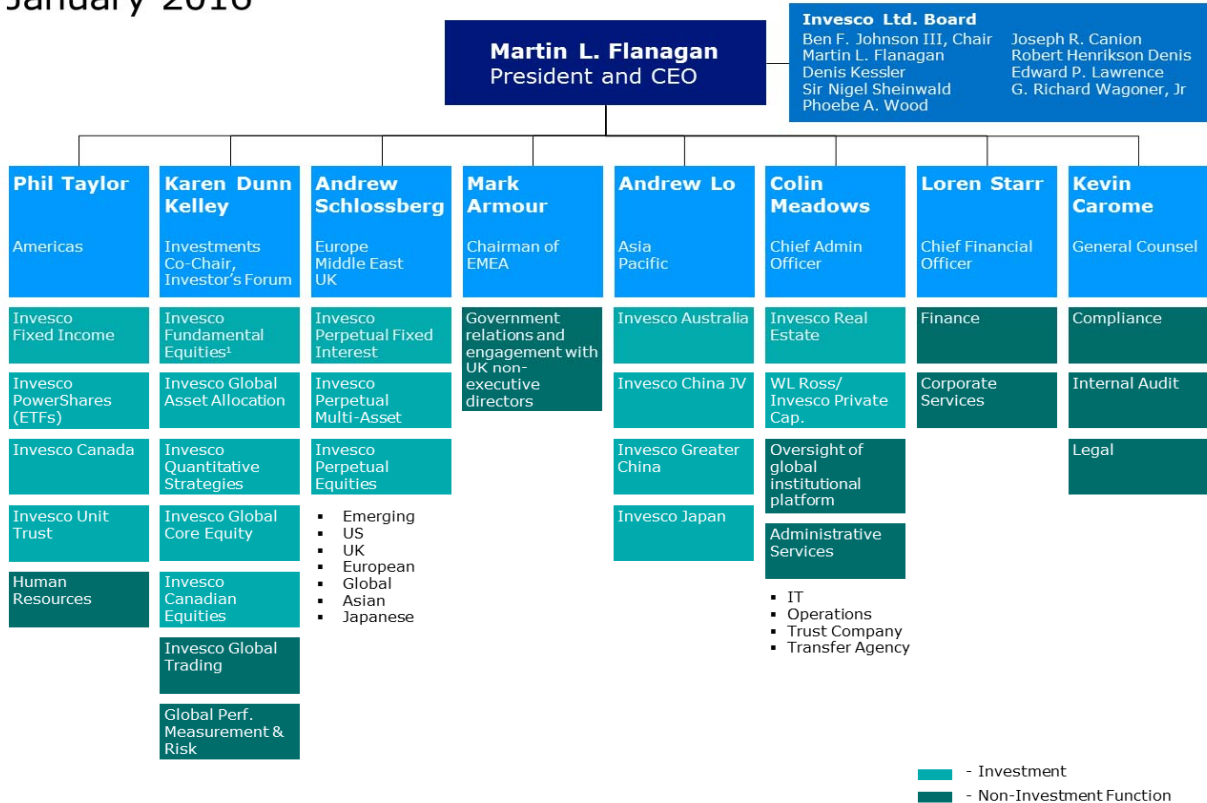 January 2016
Martin L. Flanagan
President and CEO
Invesco Ltd. Board
Ben F. Johnson III, Chair
Martin L. Flanagan
Denis Kessler
Sir Nigel Sheinwald
Phoebe A. Wood
Joseph R. Canion
Robert Henrikson Denis
Edward P. Lawrence
G. Richard Wagoner, Jr
Phil Taylor
Americas
Invesco
Fixed Income
Invesco
PowerShares
(ETFs)
Invesco Canada
Invesco Unit
Trust
Human
Resources
Karen Dunn
Kelley
Investments
Co-Chair,
Investor's Forum
Invesco
Fundamental
Equities¹
Invesco Global
Asset Allocation
Invesco
Quantitative
Strategies
Invesco Global
Core Equity
Invesco
Canadian
Equities
Invesco Global
Trading
Global Perf.
Measurement &
Risk
Andrew
Schlossberg
Europe
Middle East
UK
Invesco
Perpetual Fixed
Interest
Invesco
Perpetual
Multi-Asset
Invesco
Perpetual
Equities
▪ Emerging
▪ US
▪ UK
▪ European
▪ Global
▪ Asian
▪ Japanese
Mark
Armour
Chairman of
EMEA
Government
relations and
engagement with
UK non-
executive
directors
Andrew Lo
Asia
Pacific
Invesco Australia
Invesco China JV
Invesco Greater
China
Invesco Japan
Colin
Meadows
Chief Admin
Officer
Invesco Real
Estate
WL Ross/
Invesco Private
Cap.
Oversight of
global
institutional
platform
Administrative
Services
▪ IT
▪ Operations
▪ Trust Company
▪ Transfer Agency
Loren Starr
Chief Financial
Officer
Finance
Corporate
Services
Kevin
Carome
General Counsel
Compliance
Internal Audit
Legal
- Investment
- Non-Investment Function